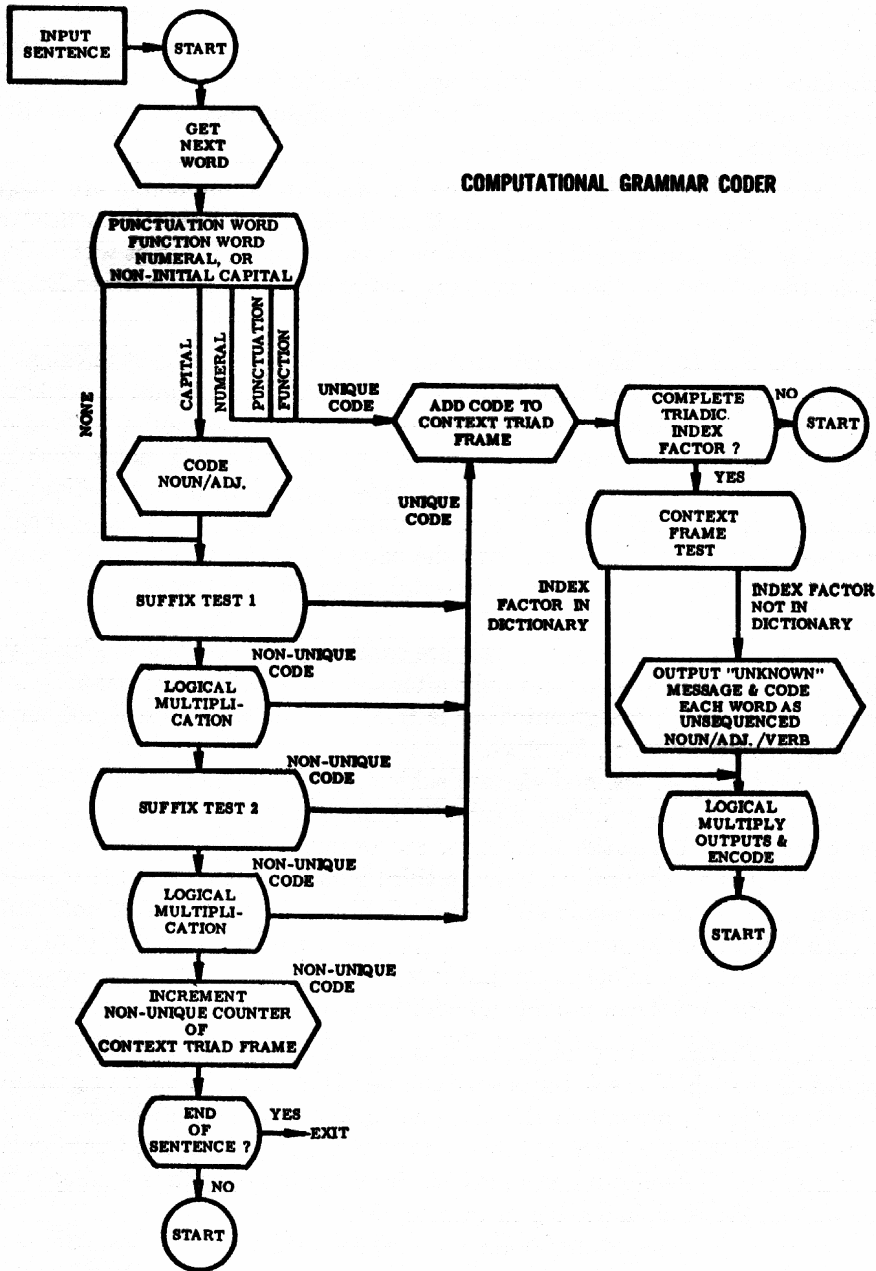 INPUT
SENTENCE
START
GET
NEXT
WORD
COMPUTATIONAL GRAMMAR CODER
PUNCTUATION WORD
FUNCTION WORD
NUMERAL, OR
NON-INITIAL CAPITAL
NONE
CAPITAL
NUMERAL
PUNCTUATION
FUNCTION
UNIQUE
CODE
ADD CODE TO
CONTEXT TRIAD
FRAME
COMPLETE
TRIADIC
INDEX
FACTOR ?
NO
START
YES
CODE
NOUN/ADJ.
UNIQUE
CODE
CONTEXT
FRAME
TEST
SUFFIX TEST 1
INDEX
FACTOR IN
DICTIONARY
INDEX FACTOR
NOT IN
DICTIONARY
NON-UNIQUE
CODE
LOGICAL
MULTIPLI-
CATION
OUTPUT "UNKNOWN"
MESSAGE & CODE
EACH WORD AS
UNSEQUENCED
NOUN/ADJ./VERB
NON-UNIQUE
CODE
SUFFIX TEST 2
LOGICAL
MULTIPLY
OUTPUTS &
ENCODE
NON-UNIQUE
CODE
LOGICAL
MULTIPLI-
CATION
START
NON-UNIQUE
CODE
INCREMENT
NON-UNIQUE COUNTER
OF
CONTEXT TRIAD FRAME
END
OF
SENTENCE ?
YES
EXIT
NO
START